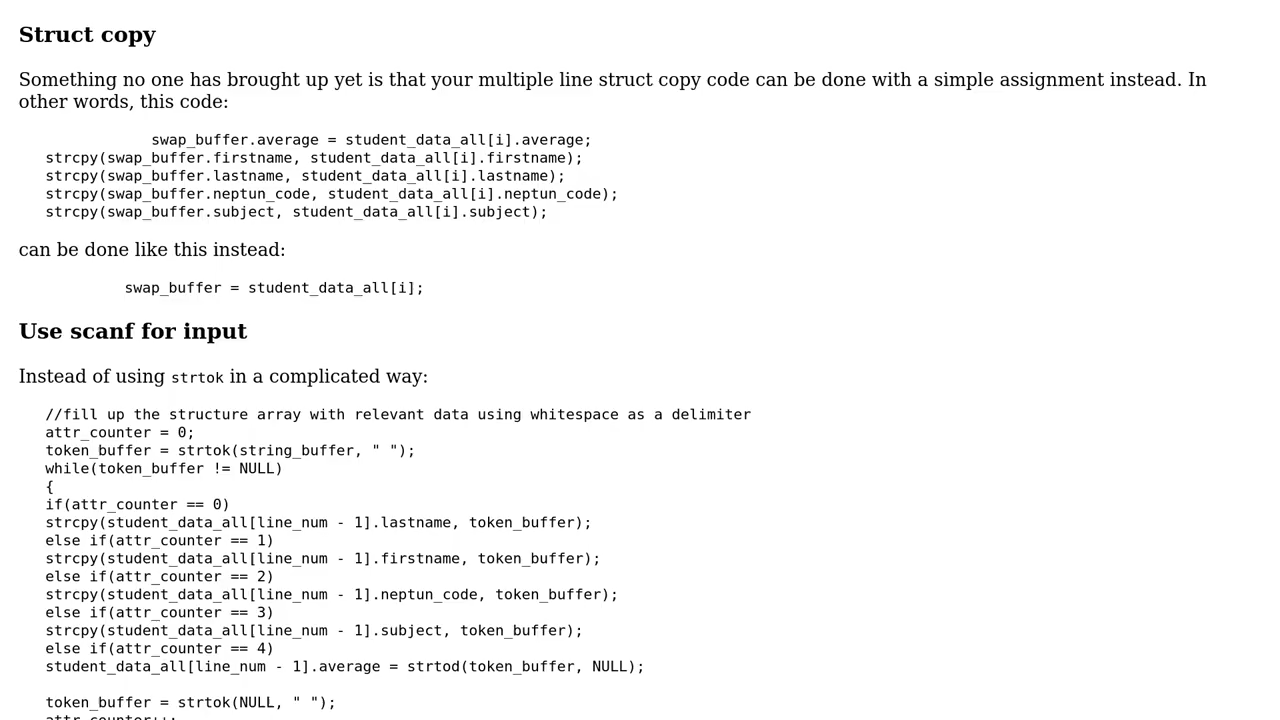 Struct copy
Something no one has brought up yet is that your multiple line struct copy code can be done with a simple assignment instead. In
other words, this code:
swap_buffer.average = student_data_all[i].average;
strcpy(swap_buffer.firstname, student_data_all[i].firstname);
strcpy(swap_buffer.lastname, student_data_all[i].lastname);
strcpy(swap_buffer.neptun_code, student_data_all[i].neptun_code);
strcpy(swap_buffer.subject, student_data_all[i].subject);
can be done like this instead:
swap_buffer = student_data_all[i];
Use scanf for input
Instead of using strtok in a complicated way:
//fill up the structure array with relevant data using whitespace as a delimiter
attr_counter = 0;
token_buffer = strtok(string_buffer, " ");
while(token_buffer != NULL)
{
if(attr_counter == 0)
strcpy(student_data_all[line_num - 1].lastname, token_buffer);
else if(attr_counter == 1)
strcpy(student_data_all[line_num - 1].firstname, token_buffer);
else if(attr_counter == 2)
strcpy(student_data_all[line_num - 1].neptun_code, token_buffer);
else if(attr_counter == 3)
strcpy(student_data_all[line_num - 1].subject, token_buffer);
else if(attr_counter == 4)
student_data_all[line_num - 1].average = strtod(token_buffer, NULL);
token_buffer = strtok(NULL, " ");
attr_counter++;